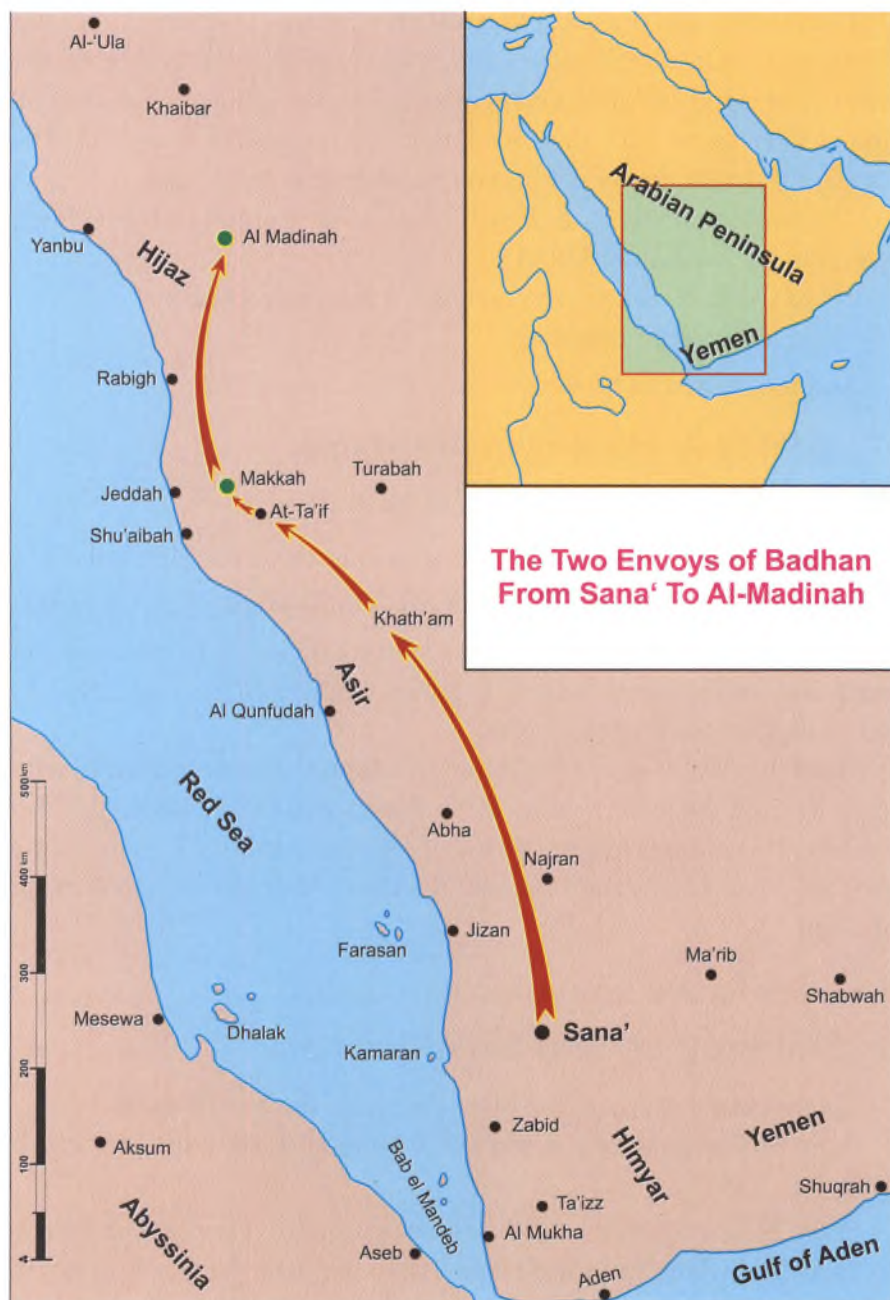 Al-‘Ula
Khaibar
Yanbu
Hijaz
Al Madinah
Rabigh
Makkah
Turabah
Jeddah
At-Ta’if
Shu’aibah
Khath’am
Asir
Al Qunfudah
Red Sea
Abha
Najran
Jizan
Farasan
Ma’rib
Shabwah
Mesewa
Dhalak
Sana’
Kamaran
Zabid
Himyar
Yemen
Aksum
Bab el Mandeb
Ta’izz
Shuqrah
Al Mukha
Abyssinia
Aseb
Aden
Gulf of Aden
500 km
400 km
300
200
100
Arabian Peninsula
Yemen
The Two Envoys of Badhan
From Sana‘ To Al-Madinah